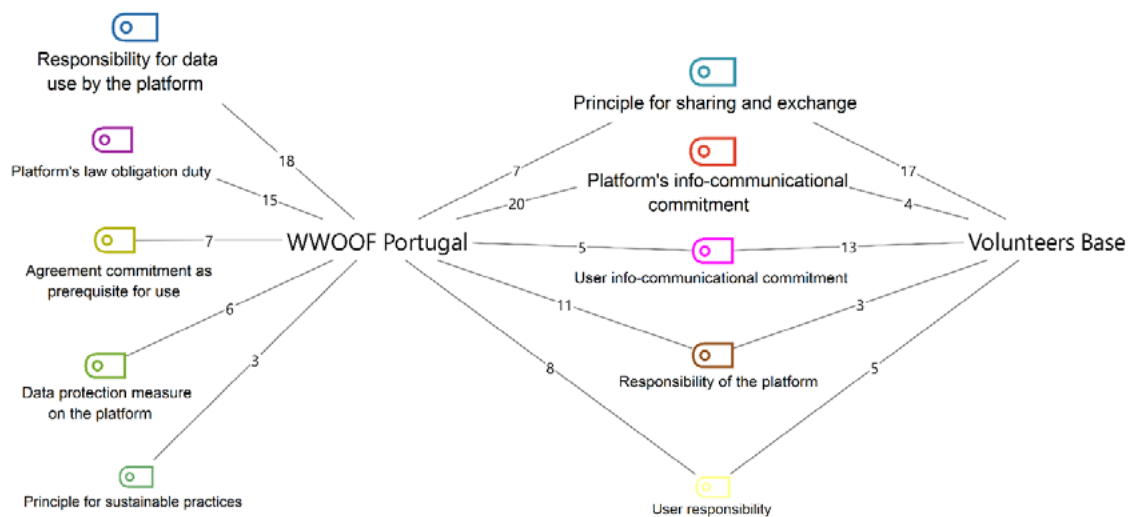 Responsibility for data
use by the platform
Principle for sharing and exchange
Platform's law obligation duty
18
7
17
Platform's info-communicational
commitment
15
20
4
7
WWOOF Portugal
5
13
Volunteers Base
Agreement commitment as
prerequisite for use
User info-communicational commitment
6
11
3
3
8
5
Data protection measure
on the platform
Responsibility of the platform
Principle for sustainable practices
User responsibility